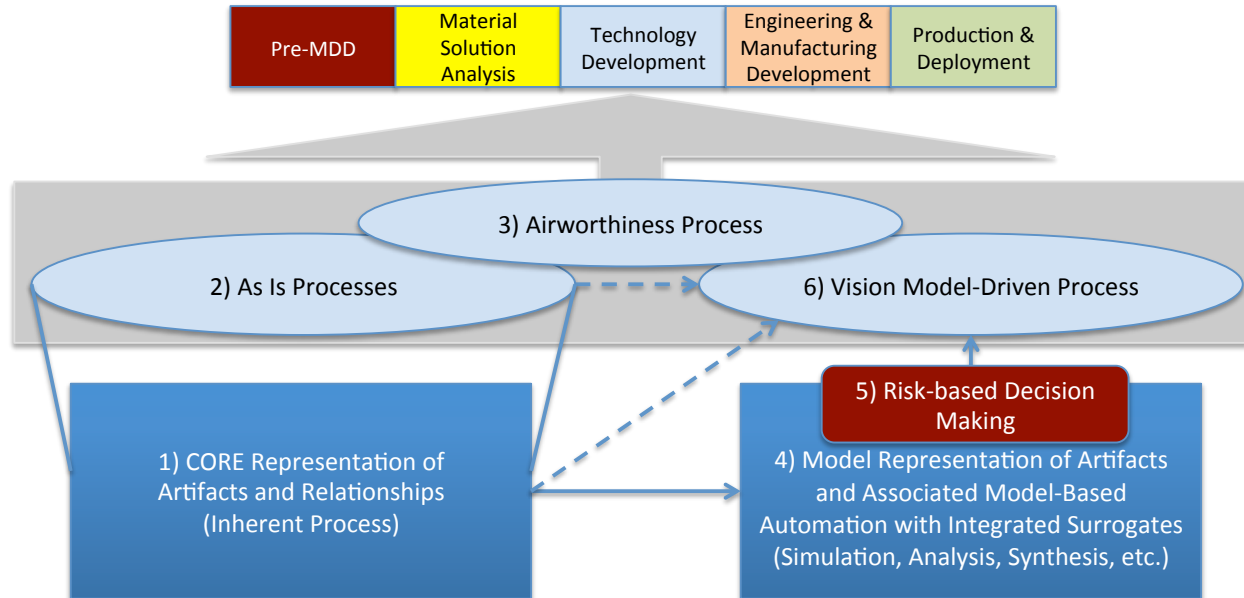 Pre-MDD
Material
Solution
Analysis
Technology
Development
Engineering &
Manufacturing
Development
Production &
Deployment
3) Airworthiness Process
2) As Is Processes
6) Vision Model-Driven Process
5) Risk-based Decision
Making
1) CORE Representation of
Artifacts and Relationships
(Inherent Process)
4) Model Representation of Artifacts
and Associated Model-Based
Automation with Integrated Surrogates
(Simulation, Analysis, Synthesis, etc.)